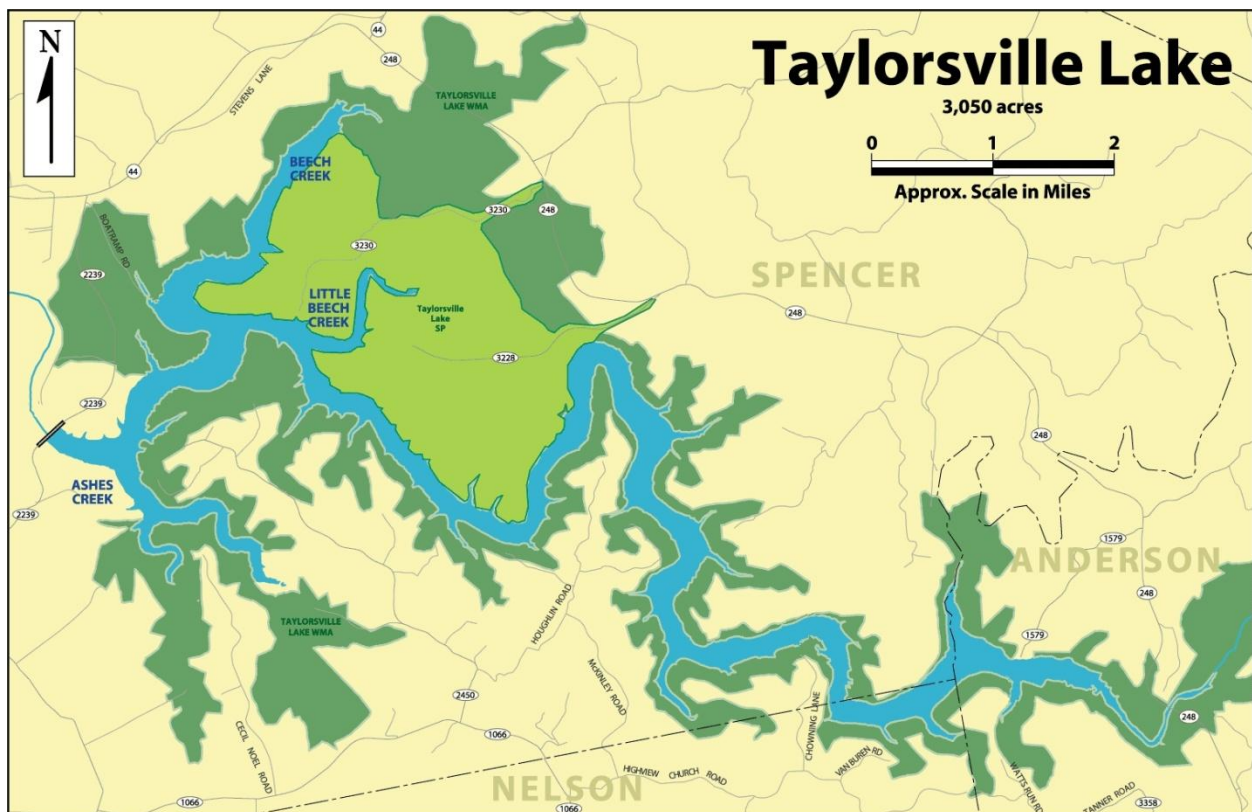 N
Taylorsville Lake
3,050 acres
0 1 2
Approx. Scale in Miles
44
248
STEVENS LANE
TAYLORSVILLE
LAKE WMA
BEECH
CREEK
44
3230
248
BOATRAMP RD
3230
2239
SPENCER
LITTLE
BEECH
CREEK
Taylorsville
Lake
SP
248
3228
2239
248
ASHES
CREEK
2239
1579
ANDERSON
248
HOUGHLIN ROAD
TAYLORSVILLE
LAKE WMA
1579
McKINLEY ROAD
2450
CHOWNING LANE
248
CECIL NOEL ROAD
1066
VAN BUREN RD
HIGHVIEW CHURCH ROAD
WATTS RUN RD
NELSON
TANNER ROAD
1066
1066
3358